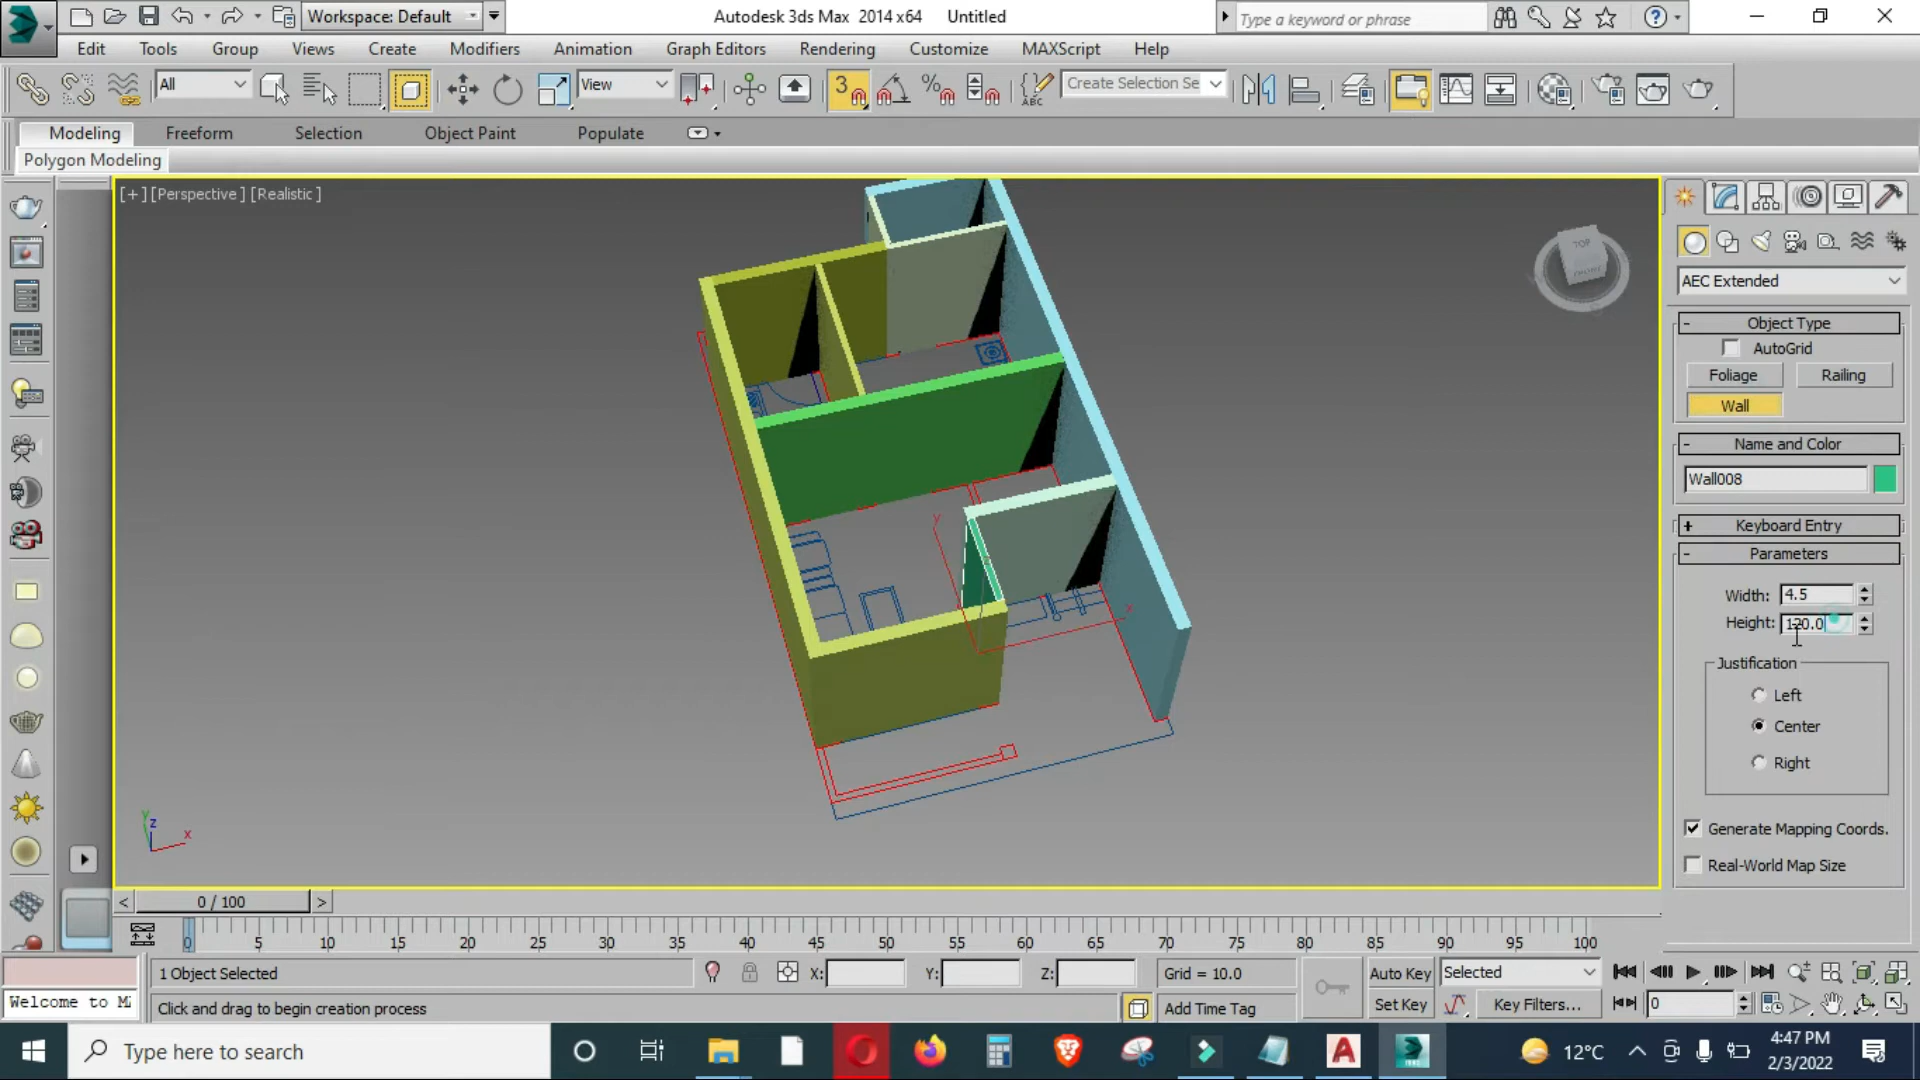 Workspace: Default
Autodesk 3ds Max 2014 x64 Untitled
Type a keyword or phrase
Edit Tools Group Views Create Modifiers Animation Graph Editors Rendering Customize MAXScript Help
All View 3 ABC Create Selection Se
Modeling Freeform Selection Object Paint Populate
Polygon Modeling
[+][Perspective][Realistic]
TOP
AEC Extended
- Object Type
AutoGrid
Foliage Railing
Wall
- Name and Color
Wall008
+ Keyboard Entry
- Parameters
Width: 4.5
Height: 120.0
Justification
Left
Center
Right
Generate Mapping Coords.
Real-World Map Size
y x
z x
< 0 / 100 >
0 5 10 15 20 25 30 35 40 45 50 55 60 65 70 75 80 85 90 95 100
1 Object Selected X: Y: Z: Grid = 10.0 Auto Key Selected
Welcome to M
Click and drag to begin creation process Add Time Tag Set Key Key Filters... 0
Type here to search
12°C
4:47 PM
2/3/2022